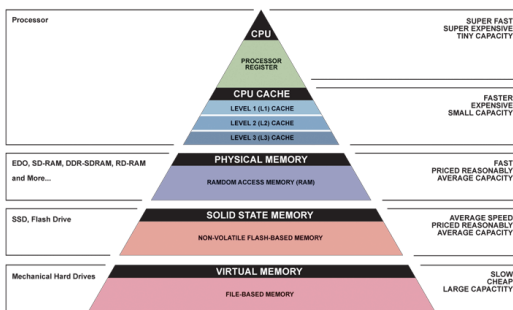 Processor
CPU
PROCESSOR
REGISTER
SUPER FAST
SUPER EXPENSIVE
TINY CAPACITY
CPU CACHE
LEVEL 1 (L1) CACHE
LEVEL 2 (L2) CACHE
LEVEL 3 (L3) CACHE
FASTER
EXPENSIVE
SMALL CAPACITY
EDO, SD-RAM, DDR-SDRAM, RD-RAM
and More...
PHYSICAL MEMORY
RAMDOM ACCESS MEMORY (RAM)
FAST
PRICED REASONABLY
AVERAGE CAPACITY
SSD, Flash Drive
SOLID STATE MEMORY
NON-VOLATILE FLASH-BASED MEMORY
AVERAGE SPEED
PRICED REASONABLY
AVERAGE CAPACITY
Mechanical Hard Drives
VIRTUAL MEMORY
FILE-BASED MEMORY
SLOW
CHEAP
LARGE CAPACTITY